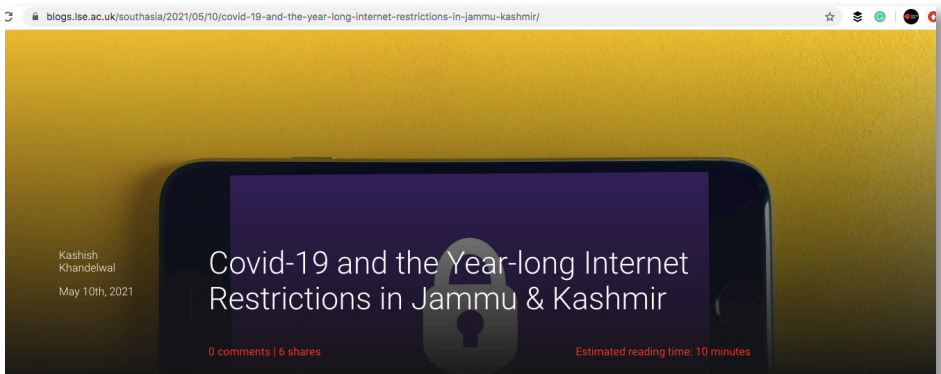 blogs.lse.ac.uk/southasia/2021/05/10/covid-19-and-the-year-long-internet-restrictions-in-jammu-kashmir/
Kashish
Khandelwal
May 10th, 2021
Covid-19 and the Year-long Internet
Restrictions in Jammu & Kashmir
0 comments | 6 shares
Estimated reading time: 10 minutes